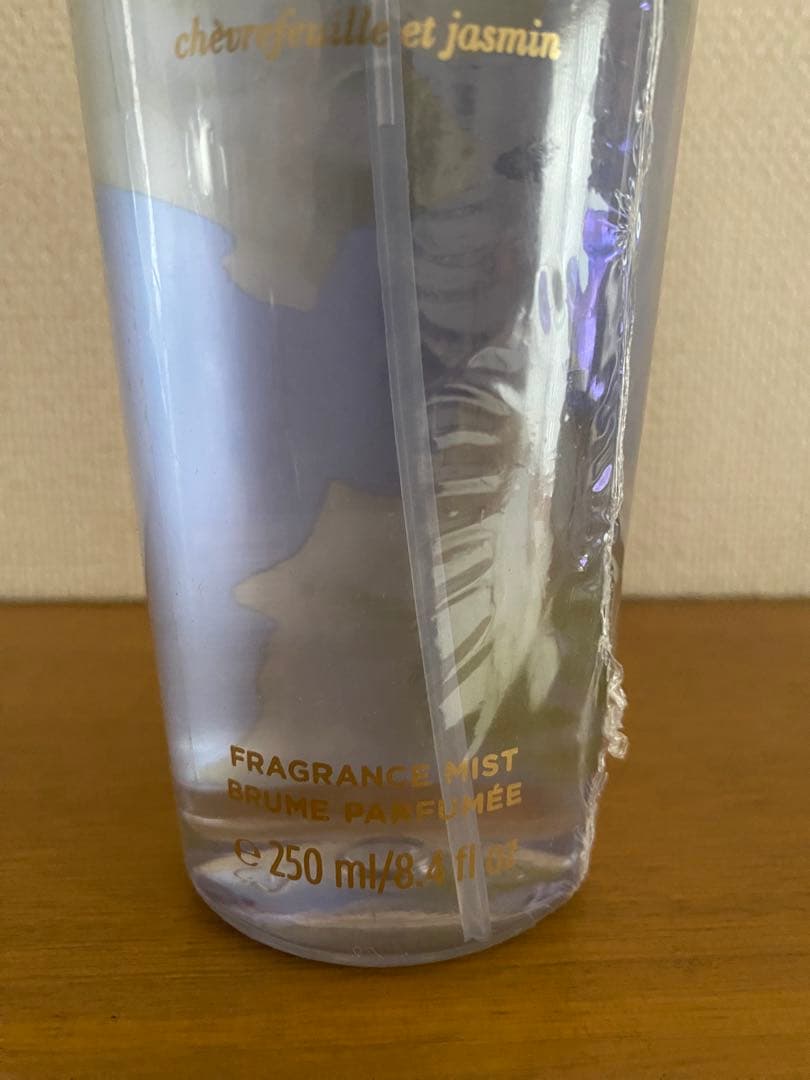 chèvrefeuille et jasmin
FRAGRANCE MIST
BRUME PARFUMÉE
e 250 ml/8.4 fl oz